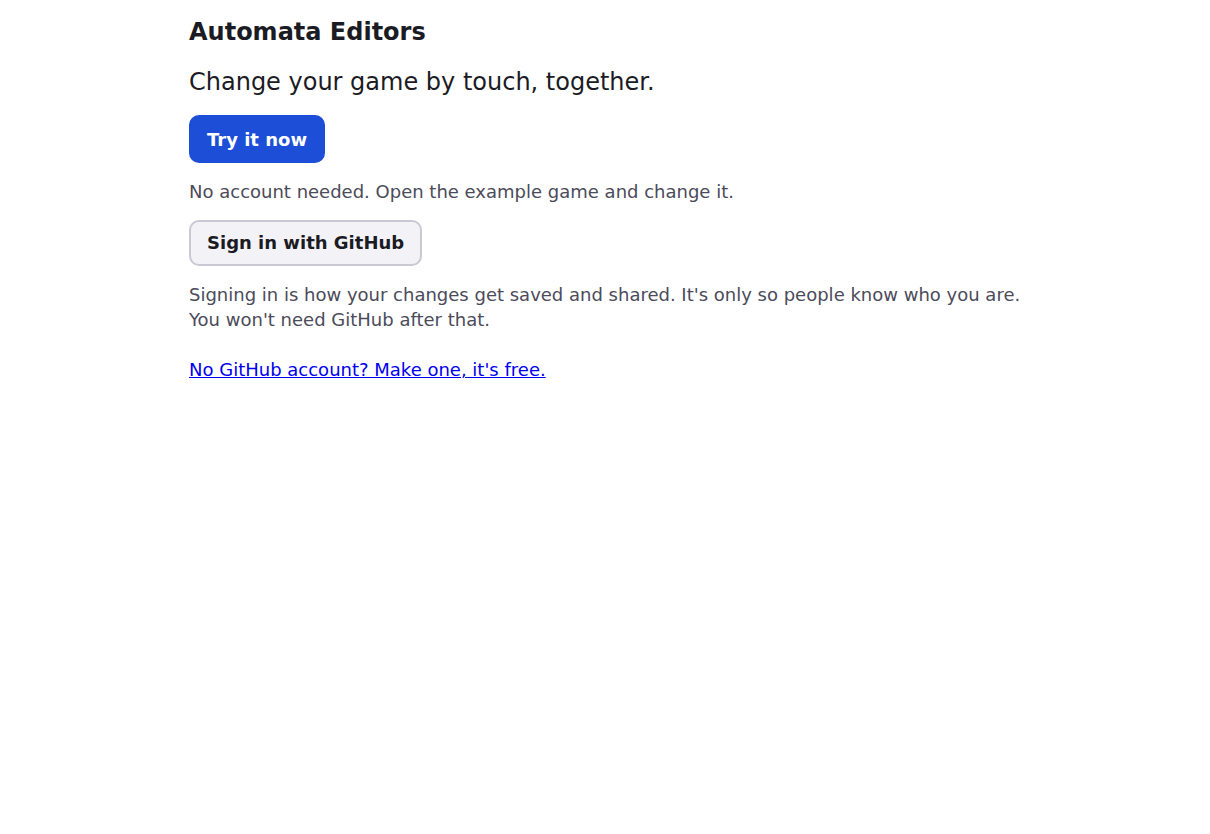 Automata Editors
Change your game by touch, together.
Try it now
No account needed. Open the example game and change it.
Sign in with GitHub
Signing in is how your changes get saved and shared. It's only so people know who you are.
You won't need GitHub after that.
No GitHub account? Make one, it's free.